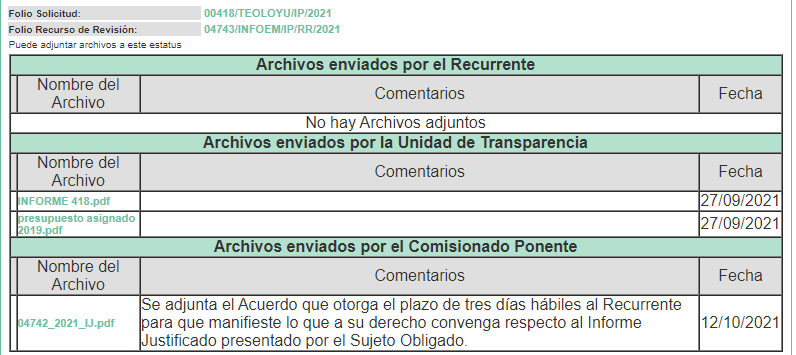 Folio Solicitud: 00418/TEOLOYU/IP/2021
Folio Recurso de Revisión: 04743/INFOEM/IP/RR/2021
Puede adjuntar archivos a este estatus
Archivos enviados por el Recurrente
Nombre del
Archivo
Comentarios
Fecha
No hay Archivos adjuntos
Archivos enviados por la Unidad de Transparencia
Nombre del
Archivo
Comentarios
Fecha
INFORME 418.pdf 27/09/2021
presupuesto asignado
2019.pdf
27/09/2021
Archivos enviados por el Comisionado Ponente
Nombre del
Archivo
Comentarios
Fecha
04742_2021_IJ.pdf
Se adjunta el Acuerdo que otorga el plazo de tres días hábiles al Recurrente
para que manifieste lo que a su derecho convenga respecto al Informe
Justificado presentado por el Sujeto Obligado.
12/10/2021